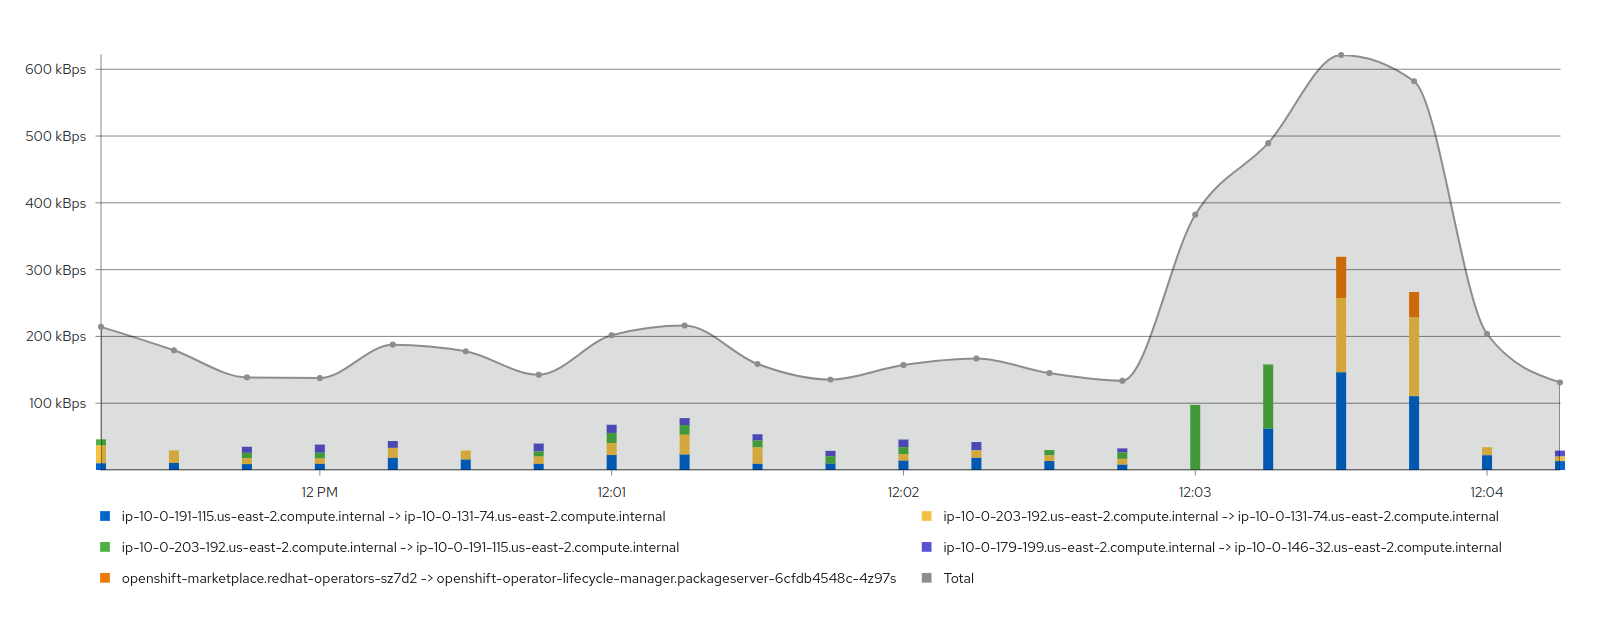 600 kBps
500 kBps
400 kBps
300 kBps
200 kBps
100 kBps
12 PM 12:01 12:02 12:03 12:04
ip-10-0-191-115.us-east-2.compute.internal -> ip-10-0-131-74.us-east-2.compute.internal
ip-10-0-203-192.us-east-2.compute.internal -> ip-10-0-131-74.us-east-2.compute.internal
ip-10-0-203-192.us-east-2.compute.internal -> ip-10-0-191-115.us-east-2.compute.internal
ip-10-0-179-199.us-east-2.compute.internal -> ip-10-0-146-32.us-east-2.compute.internal
openshift-marketplace.redhat-operators-sz7d2 -> openshift-operator-lifecycle-manager.packageserver-6cfdb4548c-4z97s
Total